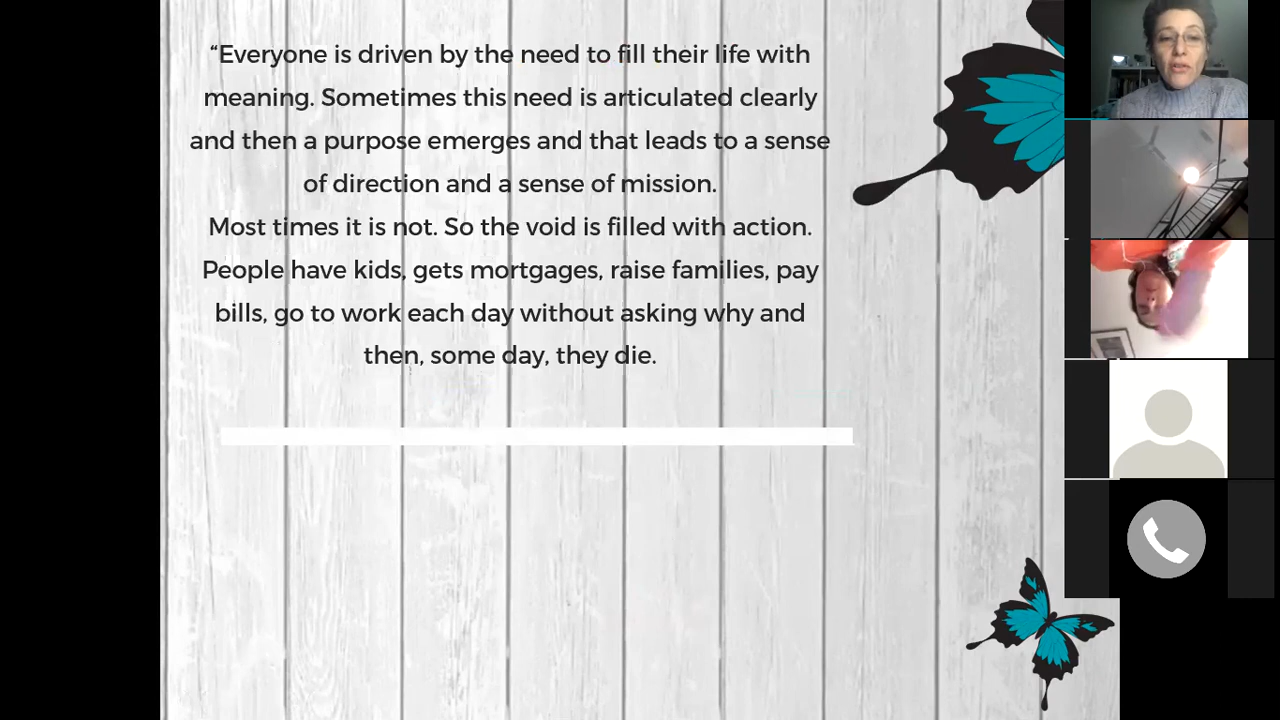 “Everyone is driven by the need to fill their life with
meaning. Sometimes this need is articulated clearly
and then a purpose emerges and that leads to a sense
of direction and a sense of mission.
Most times it is not. So the void is filled with action.
People have kids, gets mortgages, raise families, pay
bills, go to work each day without asking why and
then, some day, they die.